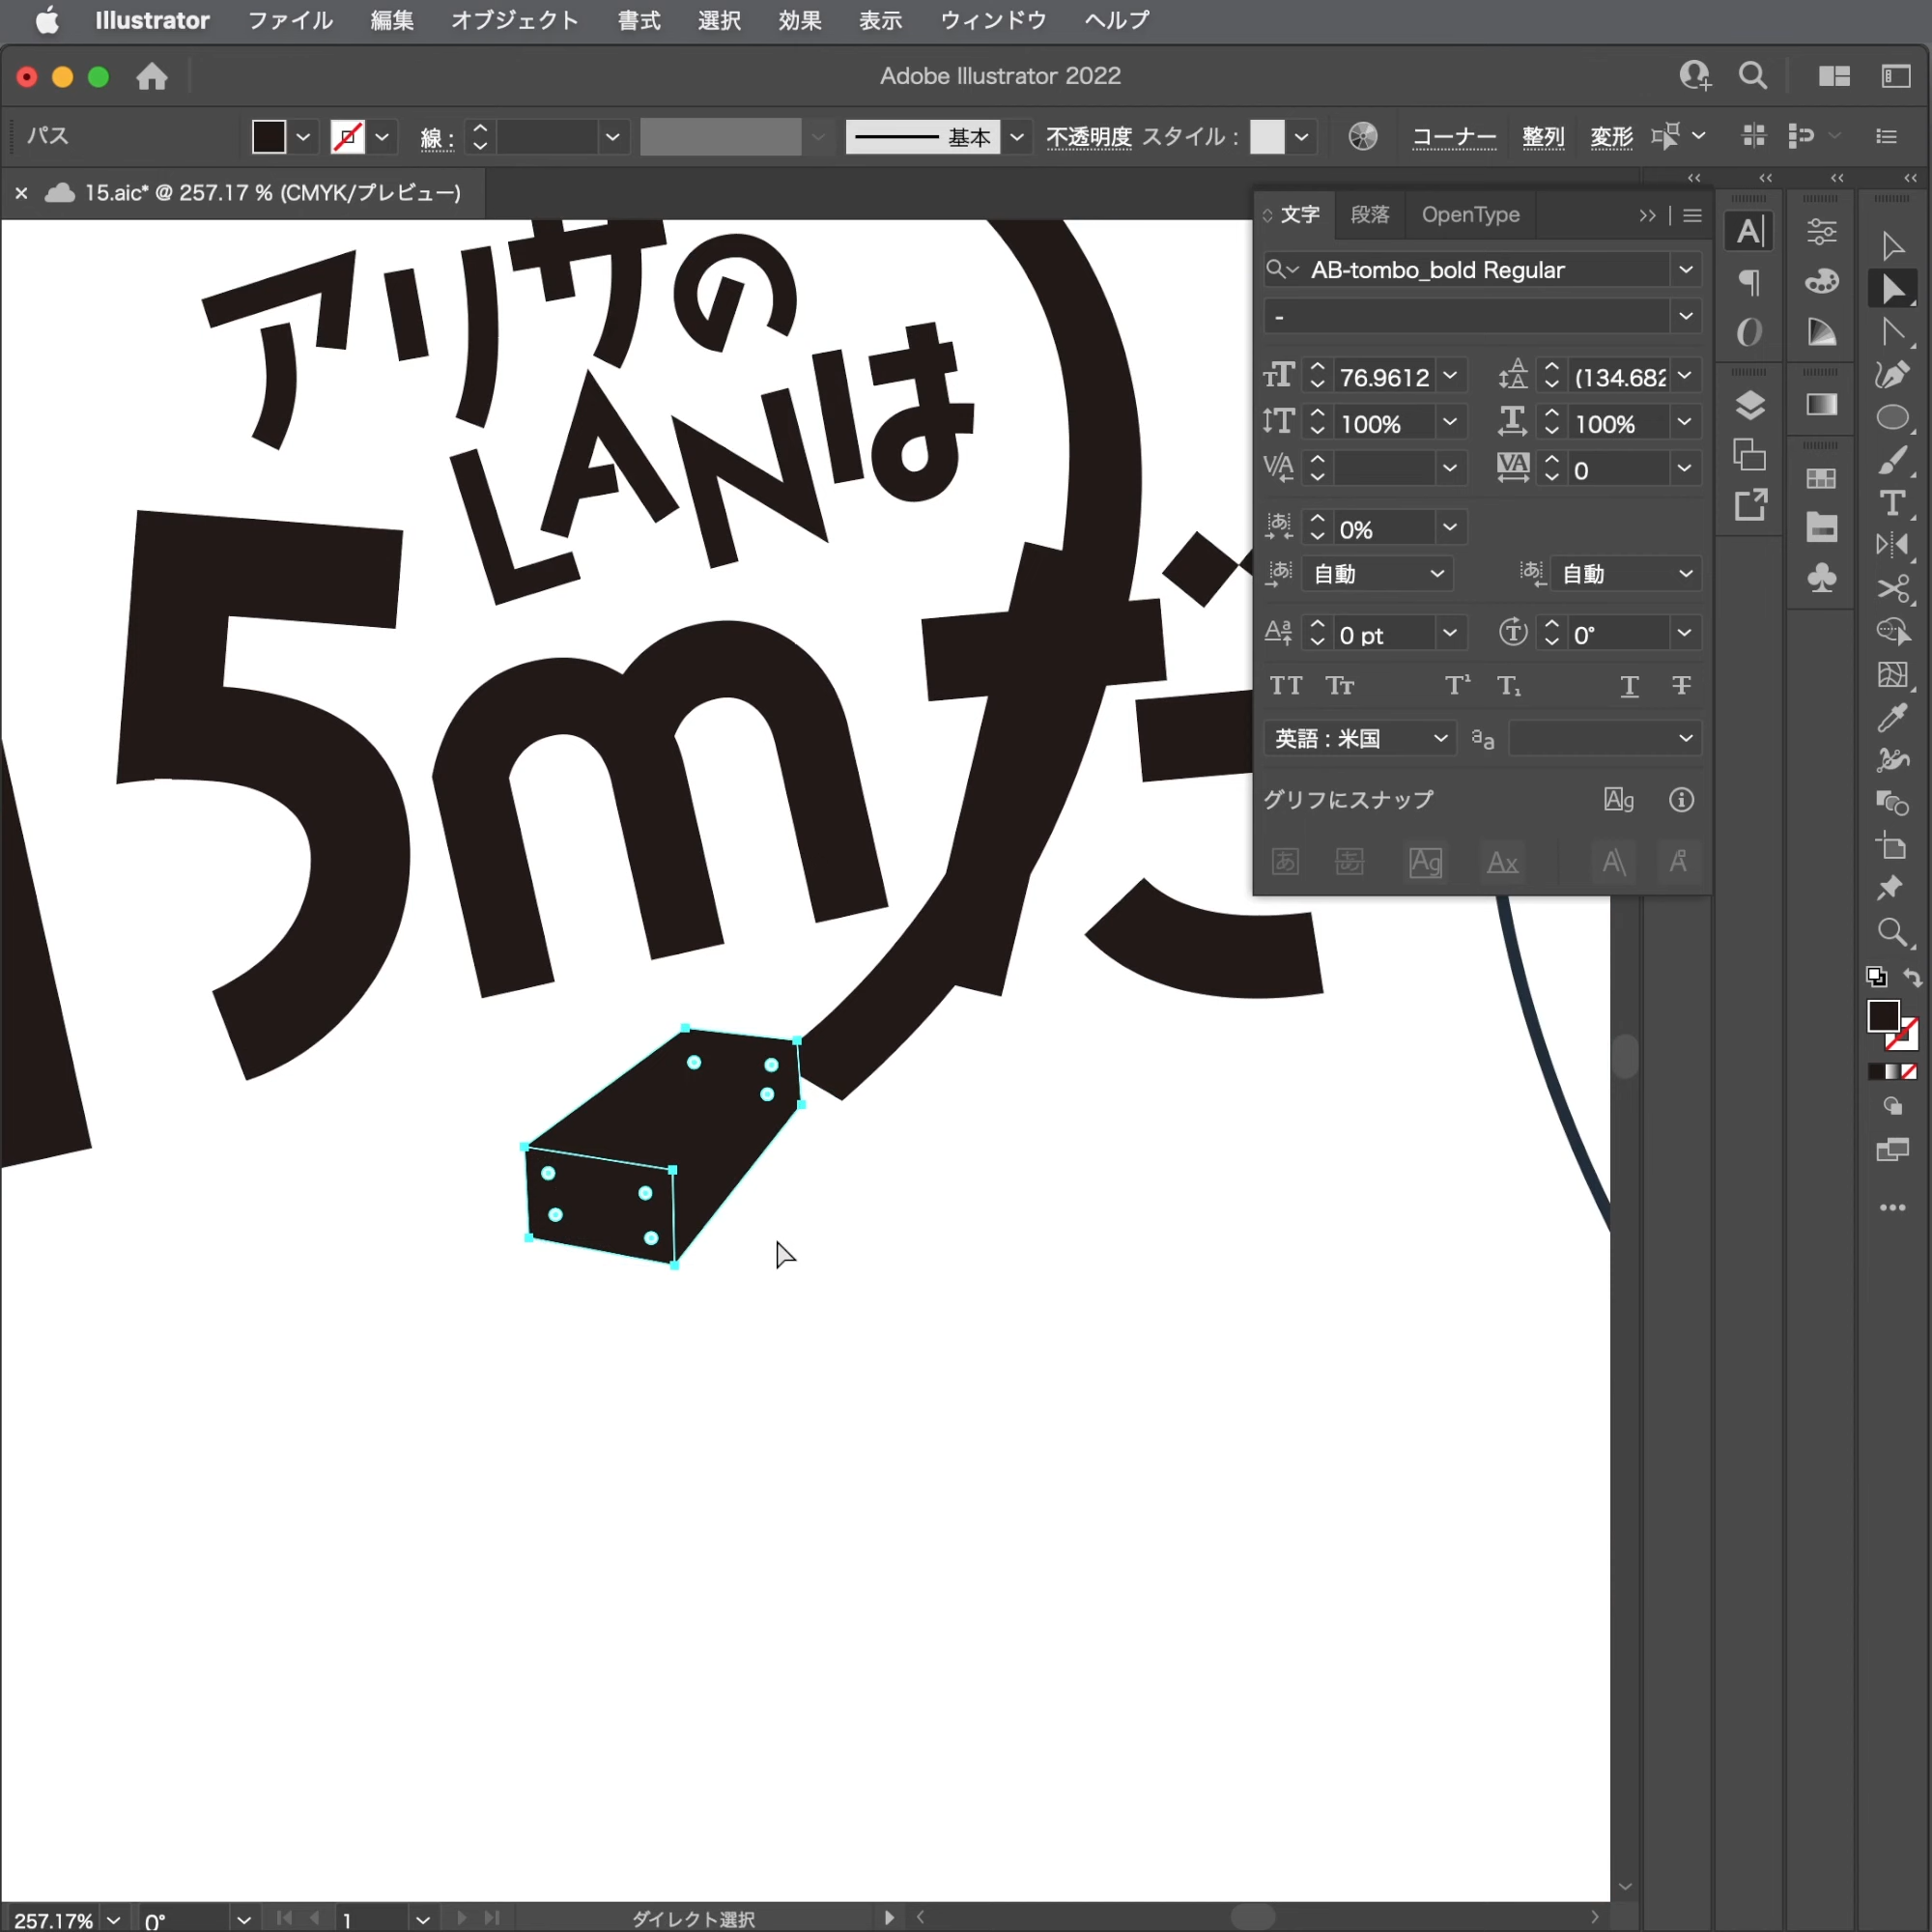 Illustrator ファイル 編集 オブジェクト 書式 選択 効果 表示 ウィンドウ ヘルプ
Adobe Illustrator 2022
パス 線： 基本 不透明度 スタイル： コーナー 整列 変形
15.aic* @ 257.17 % (CMYK/プレビュー)
文字 段落 OpenType
AB-tombo_bold Regular
-
76.9612 (134.682
100% 100%
0
0%
自動 自動
0 pt 0°
英語：米国
グリフにスナップ
アリサの
LANは
5m
257.17% 0° 1 ダイレクト選択